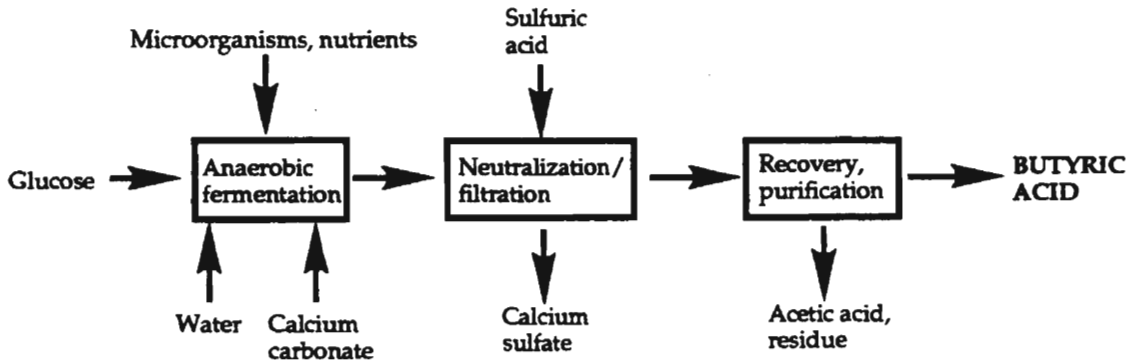 Microorganisms, nutrients
Sulfuric
acid
Glucose
Anaerobic
fermentation
Neutralization/
filtration
Recovery,
purification
BUTYRIC
ACID
Water
Calcium
carbonate
Calcium
sulfate
Acetic acid,
residue